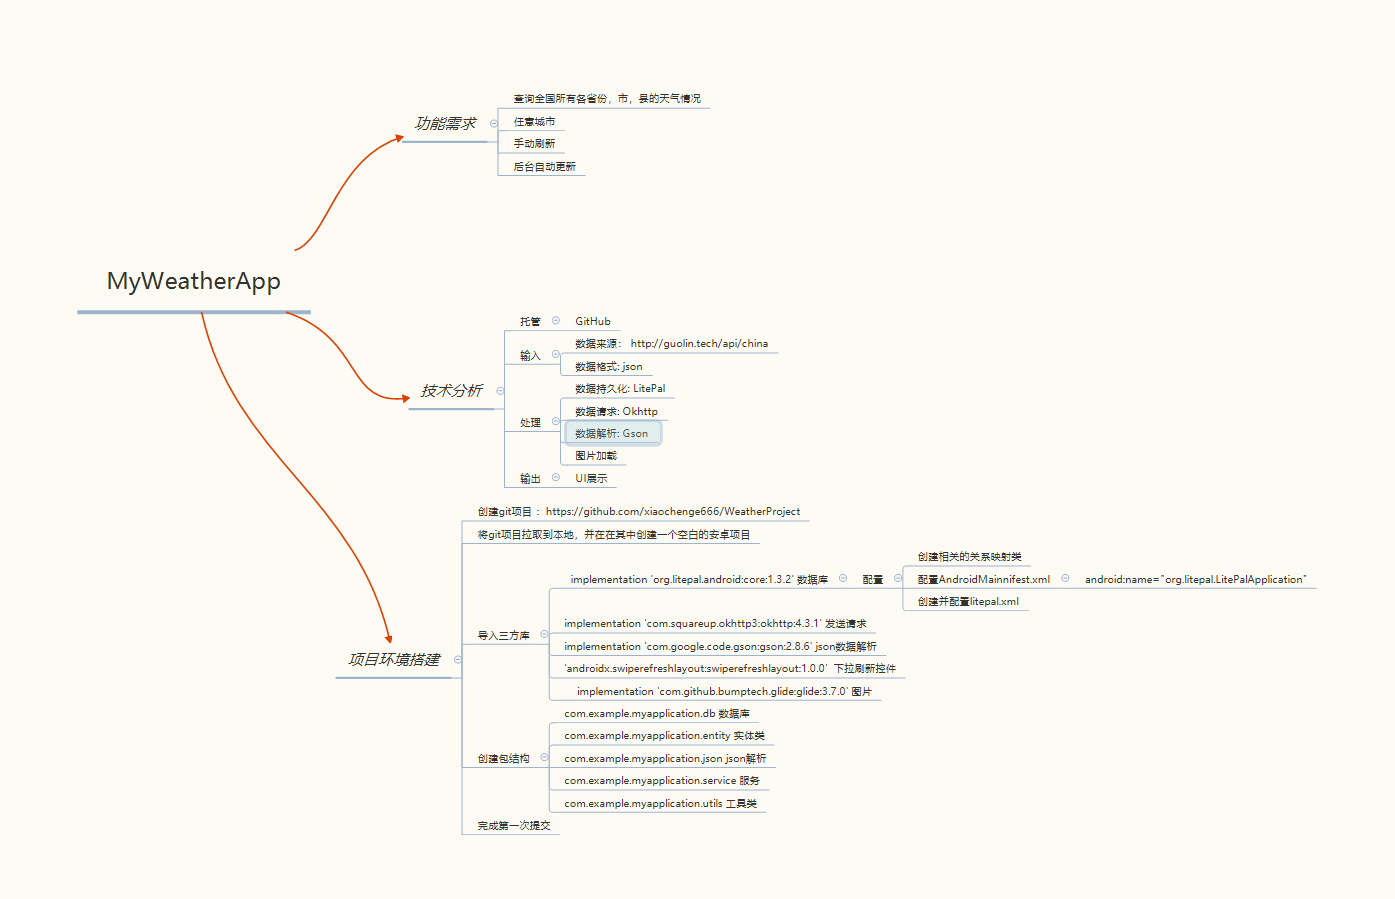 MyWeatherApp
功能需求
查询全国所有各省份，市，县的天气情况
任意城市
手动刷新
后台自动更新
技术分析
托管
GitHub
输入
数据来源： http://guolin.tech/api/china
数据格式: json
处理
数据持久化: LitePal
数据请求: Okhttp
数据解析: Gson
图片加载
输出
UI展示
项目环境搭建
创建git项目 ：https://github.com/xiaochenge666/WeatherProject
将git项目拉取到本地，并在在其中创建一个空白的安卓项目
导入三方库
implementation 'org.litepal.android:core:1.3.2' 数据库
配置
创建相关的关系映射类
配置AndroidMainnifest.xml
android:name="org.litepal.LitePalApplication"
创建并配置litepal.xml
implementation 'com.squareup.okhttp3:okhttp:4.3.1' 发送请求
implementation 'com.google.code.gson:gson:2.8.6' json数据解析
'androidx.swiperefreshlayout:swiperefreshlayout:1.0.0' 下拉刷新控件
implementation 'com.github.bumptech.glide:glide:3.7.0' 图片
创建包结构
com.example.myapplication.db 数据库
com.example.myapplication.entity 实体类
com.example.myapplication.json json解析
com.example.myapplication.service 服务
com.example.myapplication.utils 工具类
完成第一次提交